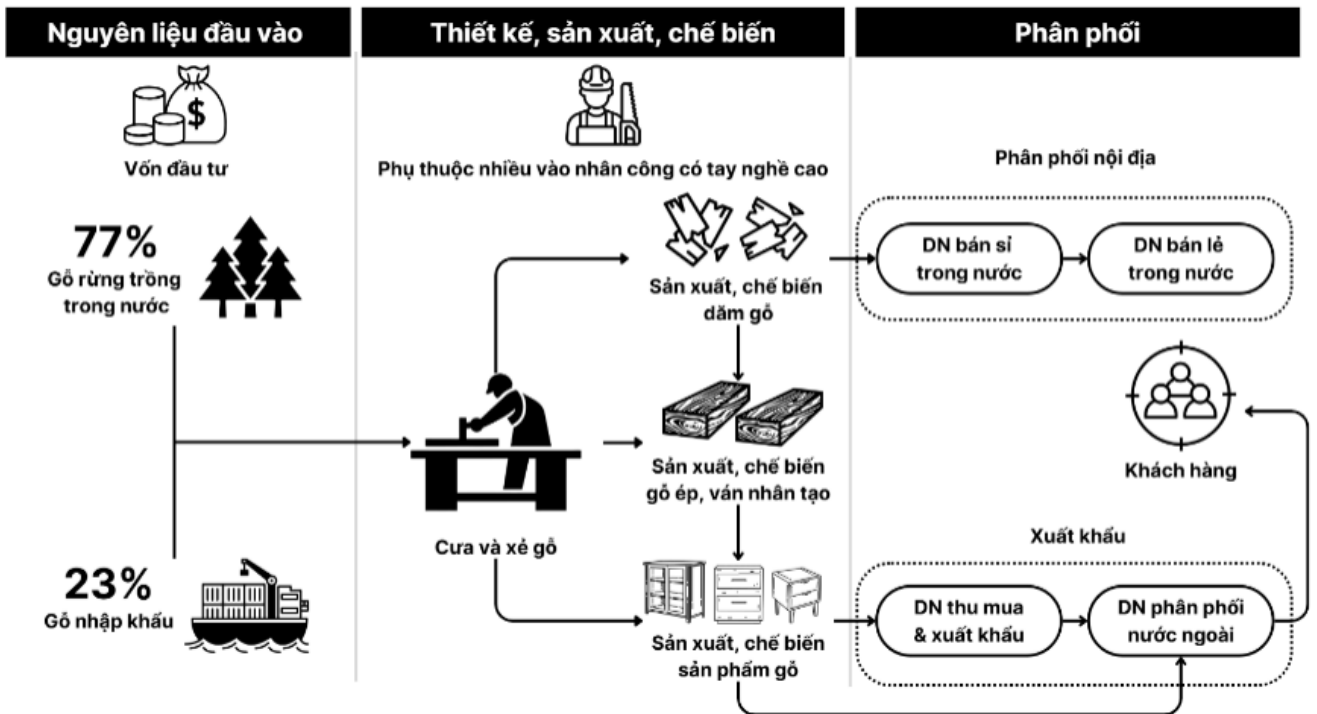 Nguyên liệu đầu vào
Thiết kế, sản xuất, chế biến
Phân phối
$
Vốn đầu tư
Phụ thuộc nhiều vào nhân công có tay nghề cao
Phân phối nội địa
77%
Gỗ rừng trồng
trong nước
Sản xuất, chế biến
dăm gỗ
DN bán sỉ
trong nước
DN bán lẻ
trong nước
Sản xuất, chế biến
gỗ ép, ván nhân tạo
Khách hàng
Cưa và xẻ gỗ
Xuất khẩu
23%
Gỗ nhập khẩu
Sản xuất, chế biến
sản phẩm gỗ
DN thu mua
& xuất khẩu
DN phân phối
nước ngoài